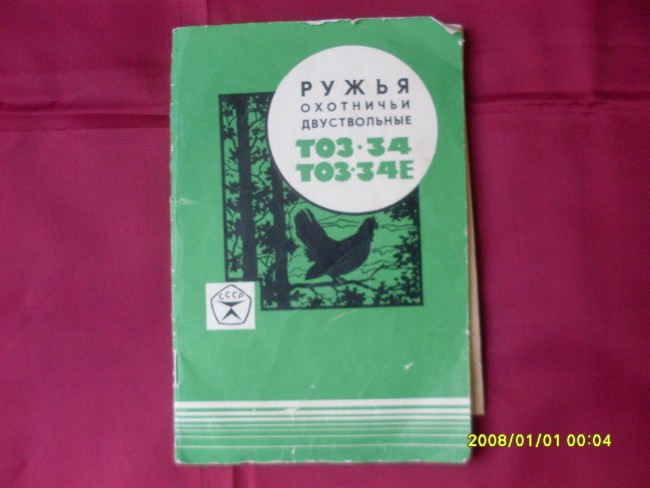 РУЖЬЯ
ОХОТНИЧЬИ
ДВУСТВОЛЬНЫЕ
ТОЗ·34
ТОЗ·34Е
СССР
2008/01/01 00:04